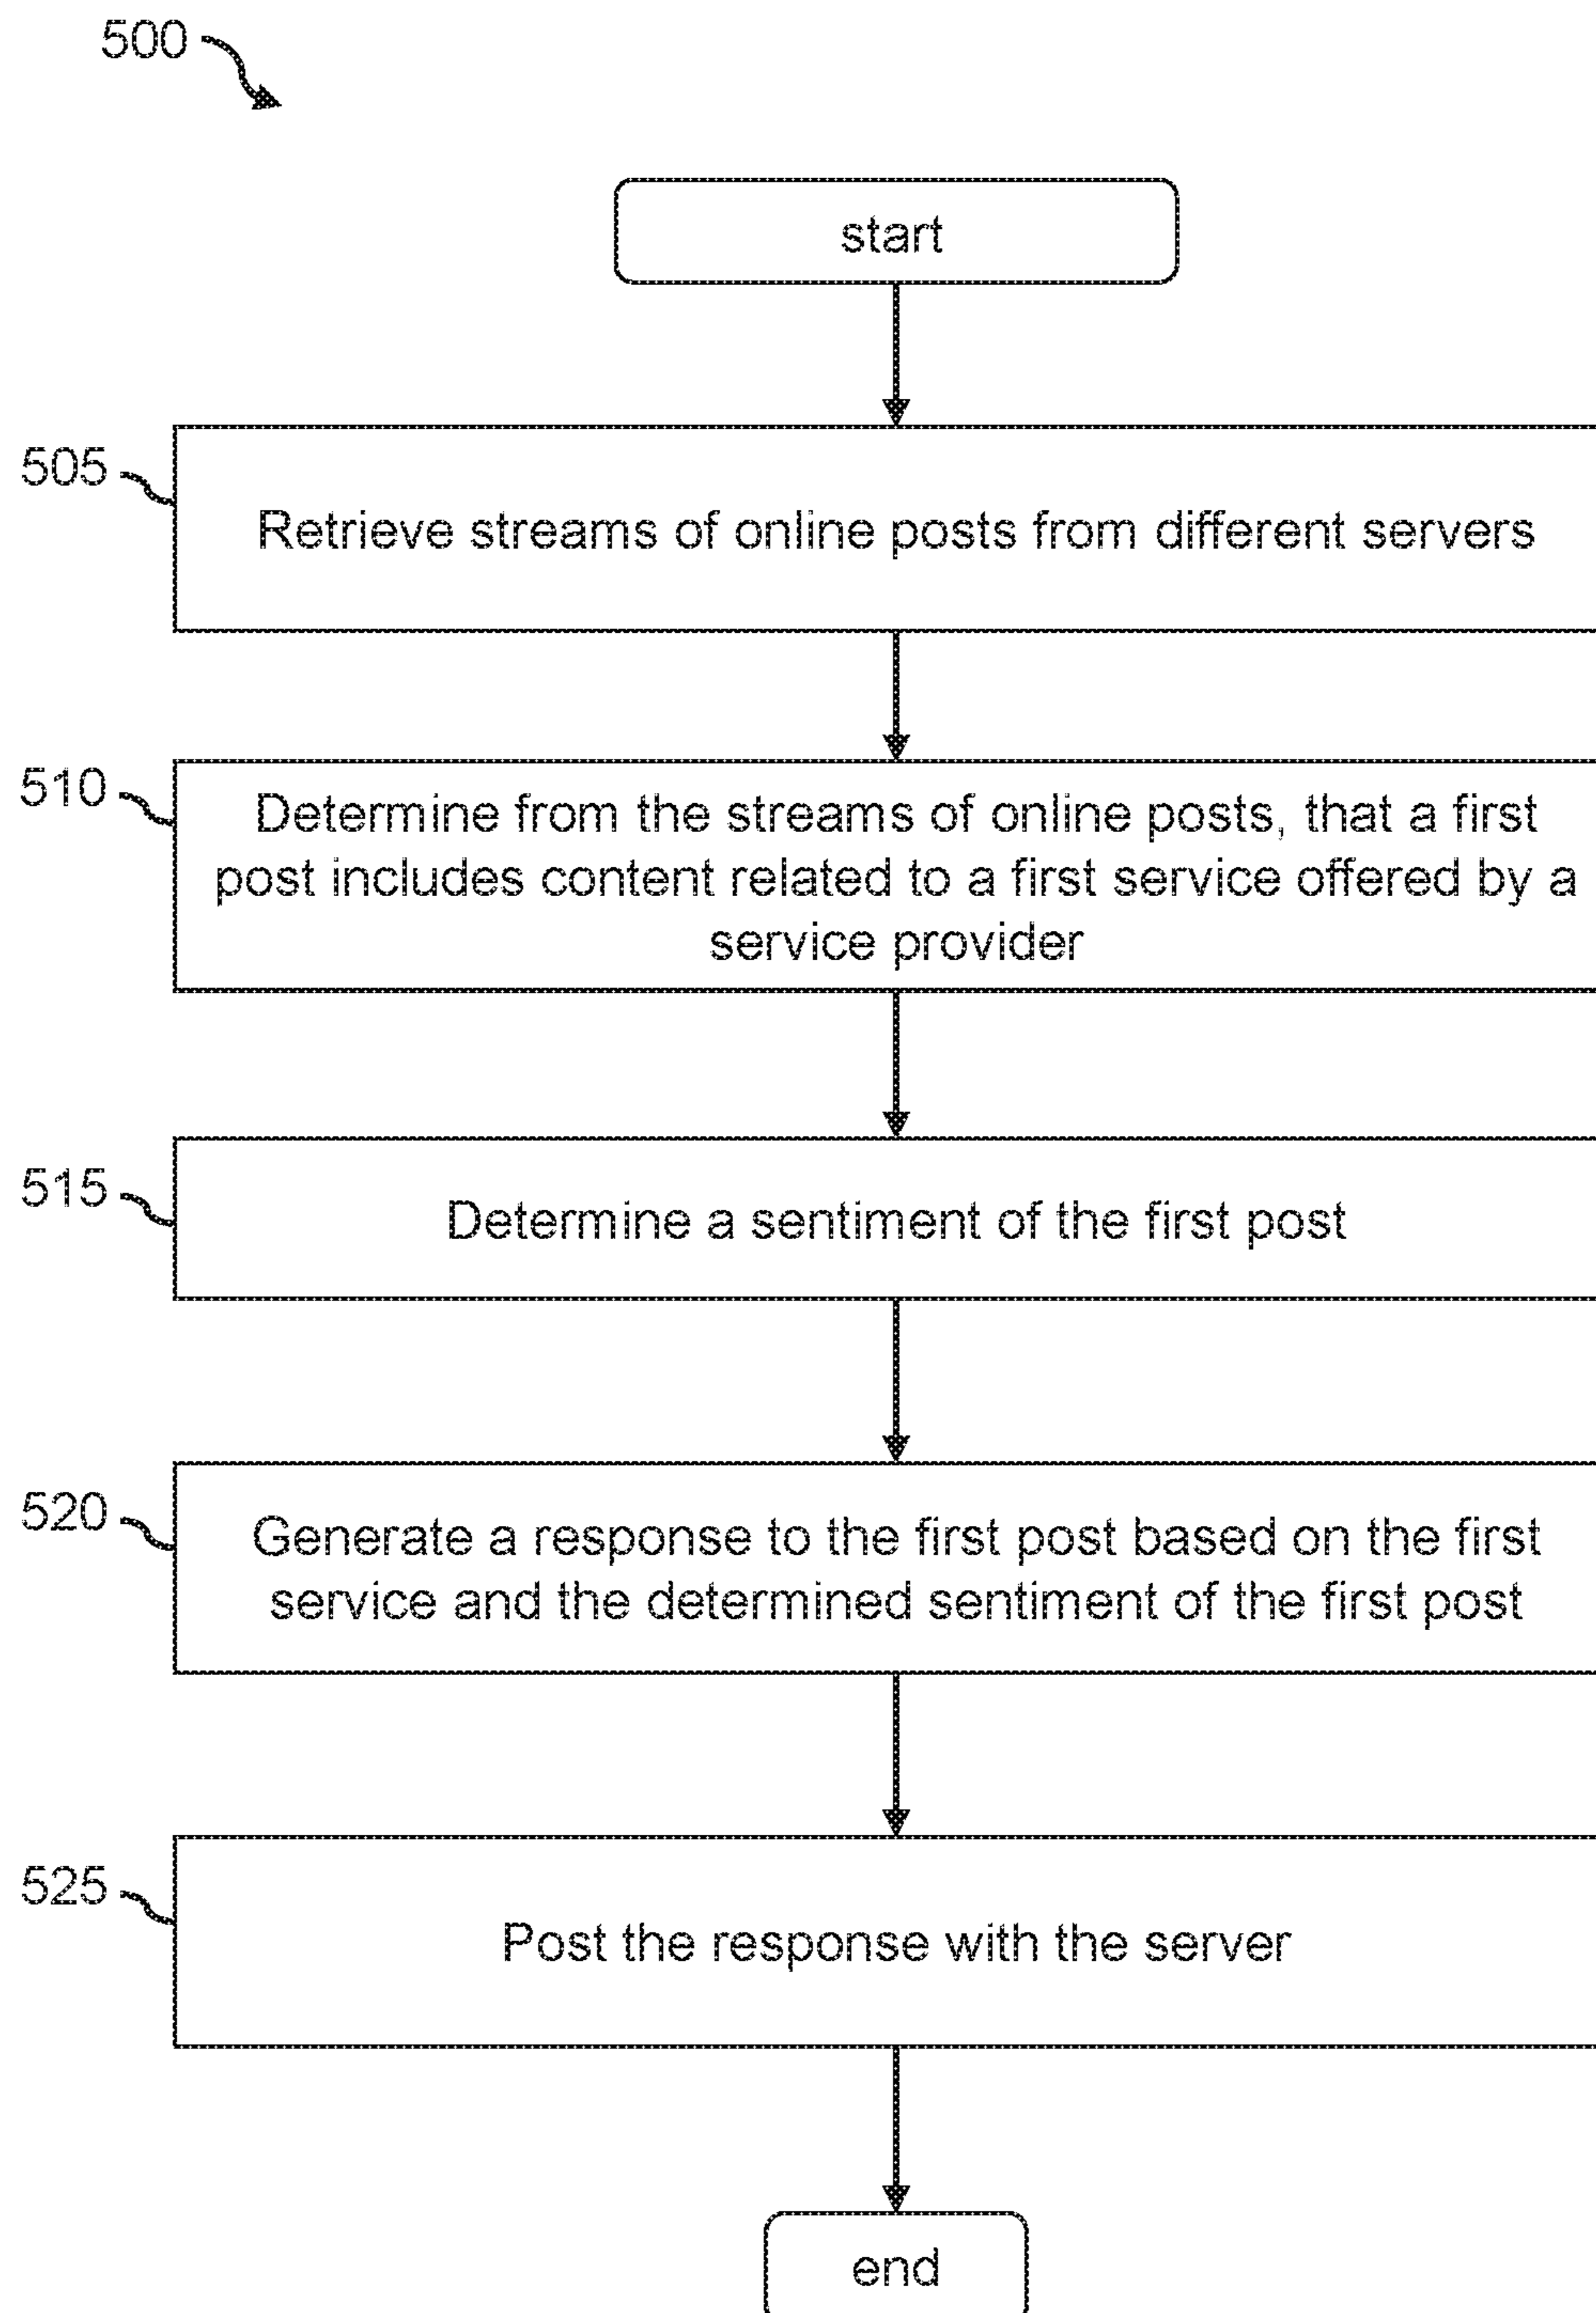 500
start
505
Retrieve streams of online posts from different servers
510
Determine from the streams of online posts, that a first
post includes content related to a first service offered by a
service provider
515
Determine a sentiment of the first post
520
Generate a response to the first post based on the first
service and the determined sentiment of the first post
525
Post the response with the server
end